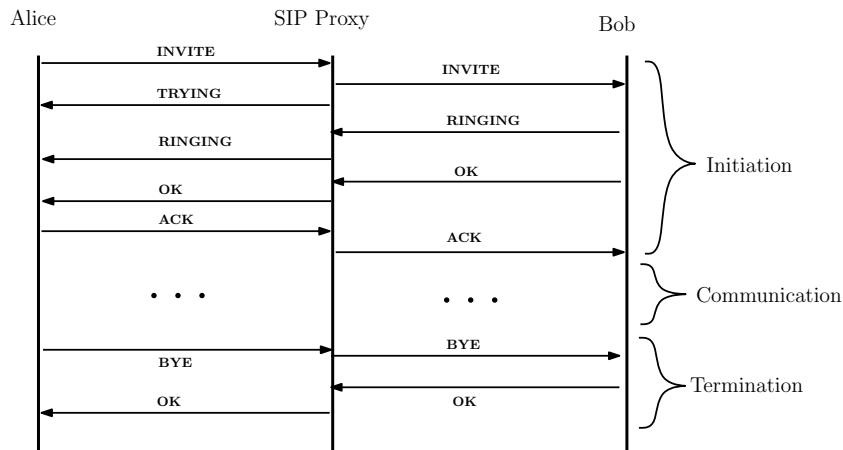 Alice
SIP Proxy
Bob
INVITE
INVITE
TRYING
RINGING
RINGING
OK
OK
ACK
ACK
Initiation
. . .
. . .
Communication
BYE
BYE
OK
OK
Termination